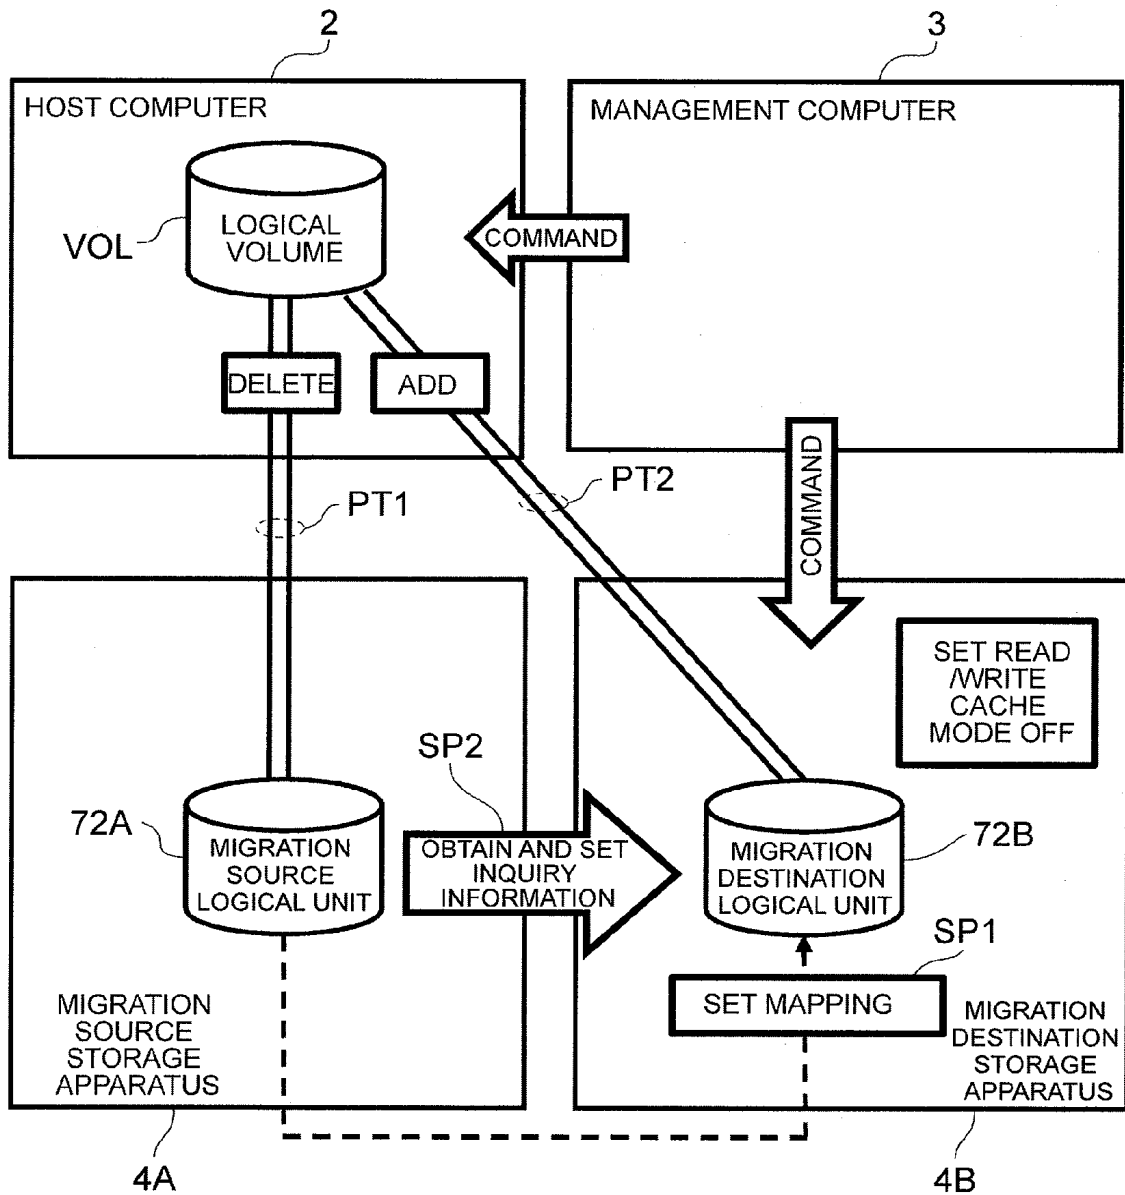 2
3
HOST COMPUTER
MANAGEMENT COMPUTER
VOL
LOGICAL
VOLUME
COMMAND
DELETE
ADD
COMMAND
PT1
PT2
SET READ
/WRITE
CACHE
MODE OFF
SP2
72A
MIGRATION
SOURCE
LOGICAL UNIT
OBTAIN AND SET
INQUIRY
INFORMATION
MIGRATION
DESTINATION
LOGICAL UNIT
72B
SP1
SET MAPPING
MIGRATION
SOURCE
STORAGE
APPARATUS
MIGRATION
DESTINATION
STORAGE
APPARATUS
4A
4B